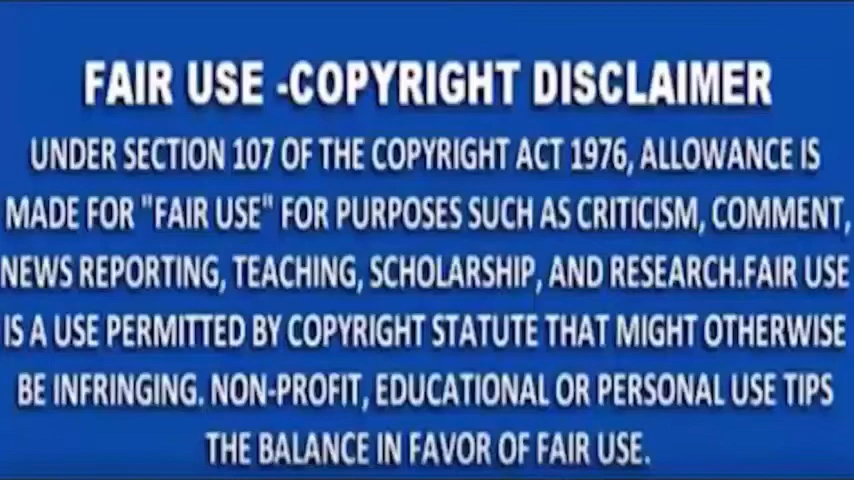 FAIR USE -COPYRIGHT DISCLAIMER
UNDER SECTION 107 OF THE COPYRIGHT ACT 1976, ALLOWANCE IS
MADE FOR "FAIR USE" FOR PURPOSES SUCH AS CRITICISM, COMMENT,
NEWS REPORTING, TEACHING, SCHOLARSHIP, AND RESEARCH.FAIR USE
IS A USE PERMITTED BY COPYRIGHT STATUTE THAT MIGHT OTHERWISE
BE INFRINGING. NON-PROFIT, EDUCATIONAL OR PERSONAL USE TIPS
THE BALANCE IN FAVOR OF FAIR USE.